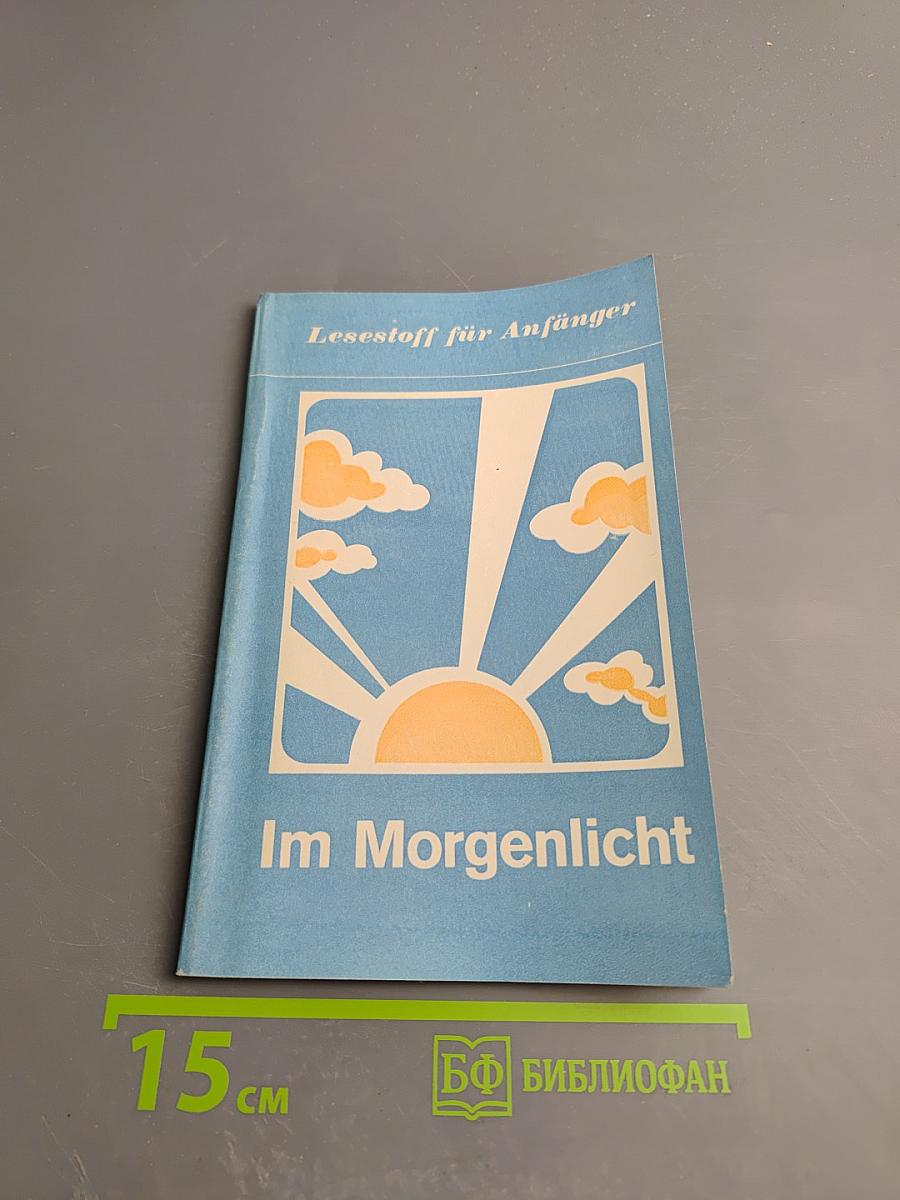 Lesestoff für Anfänger
Im Morgenlicht
15 см
БФ БИБЛИОФАН